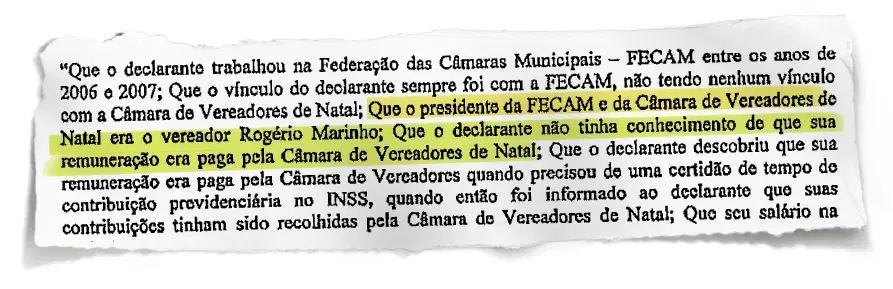 “Que o declarante trabalhou na Federação das Câmaras Municipais – FECAM entre os anos de
2006 e 2007; Que o vínculo do declarante sempre foi com a FECAM, não tendo nenhum vínculo
com a Câmara de Vereadores de Natal; Que o presidente da FECAM e da Câmara de Vereadores de
Natal era o vereador Rogério Marinho; Que o declarante não tinha conhecimento de que sua
remuneração era paga pela Câmara de Vereadores de Natal; Que o declarante descobriu que sua
remuneração era paga pela Câmara de Vereadores quando precisou de uma certidão de tempo de
contribuição previdenciária no INSS, quando então foi informado ao declarante que suas
contribuições tinham sido recolhidas pela Câmara de Vereadores de Natal; Que seu salário na